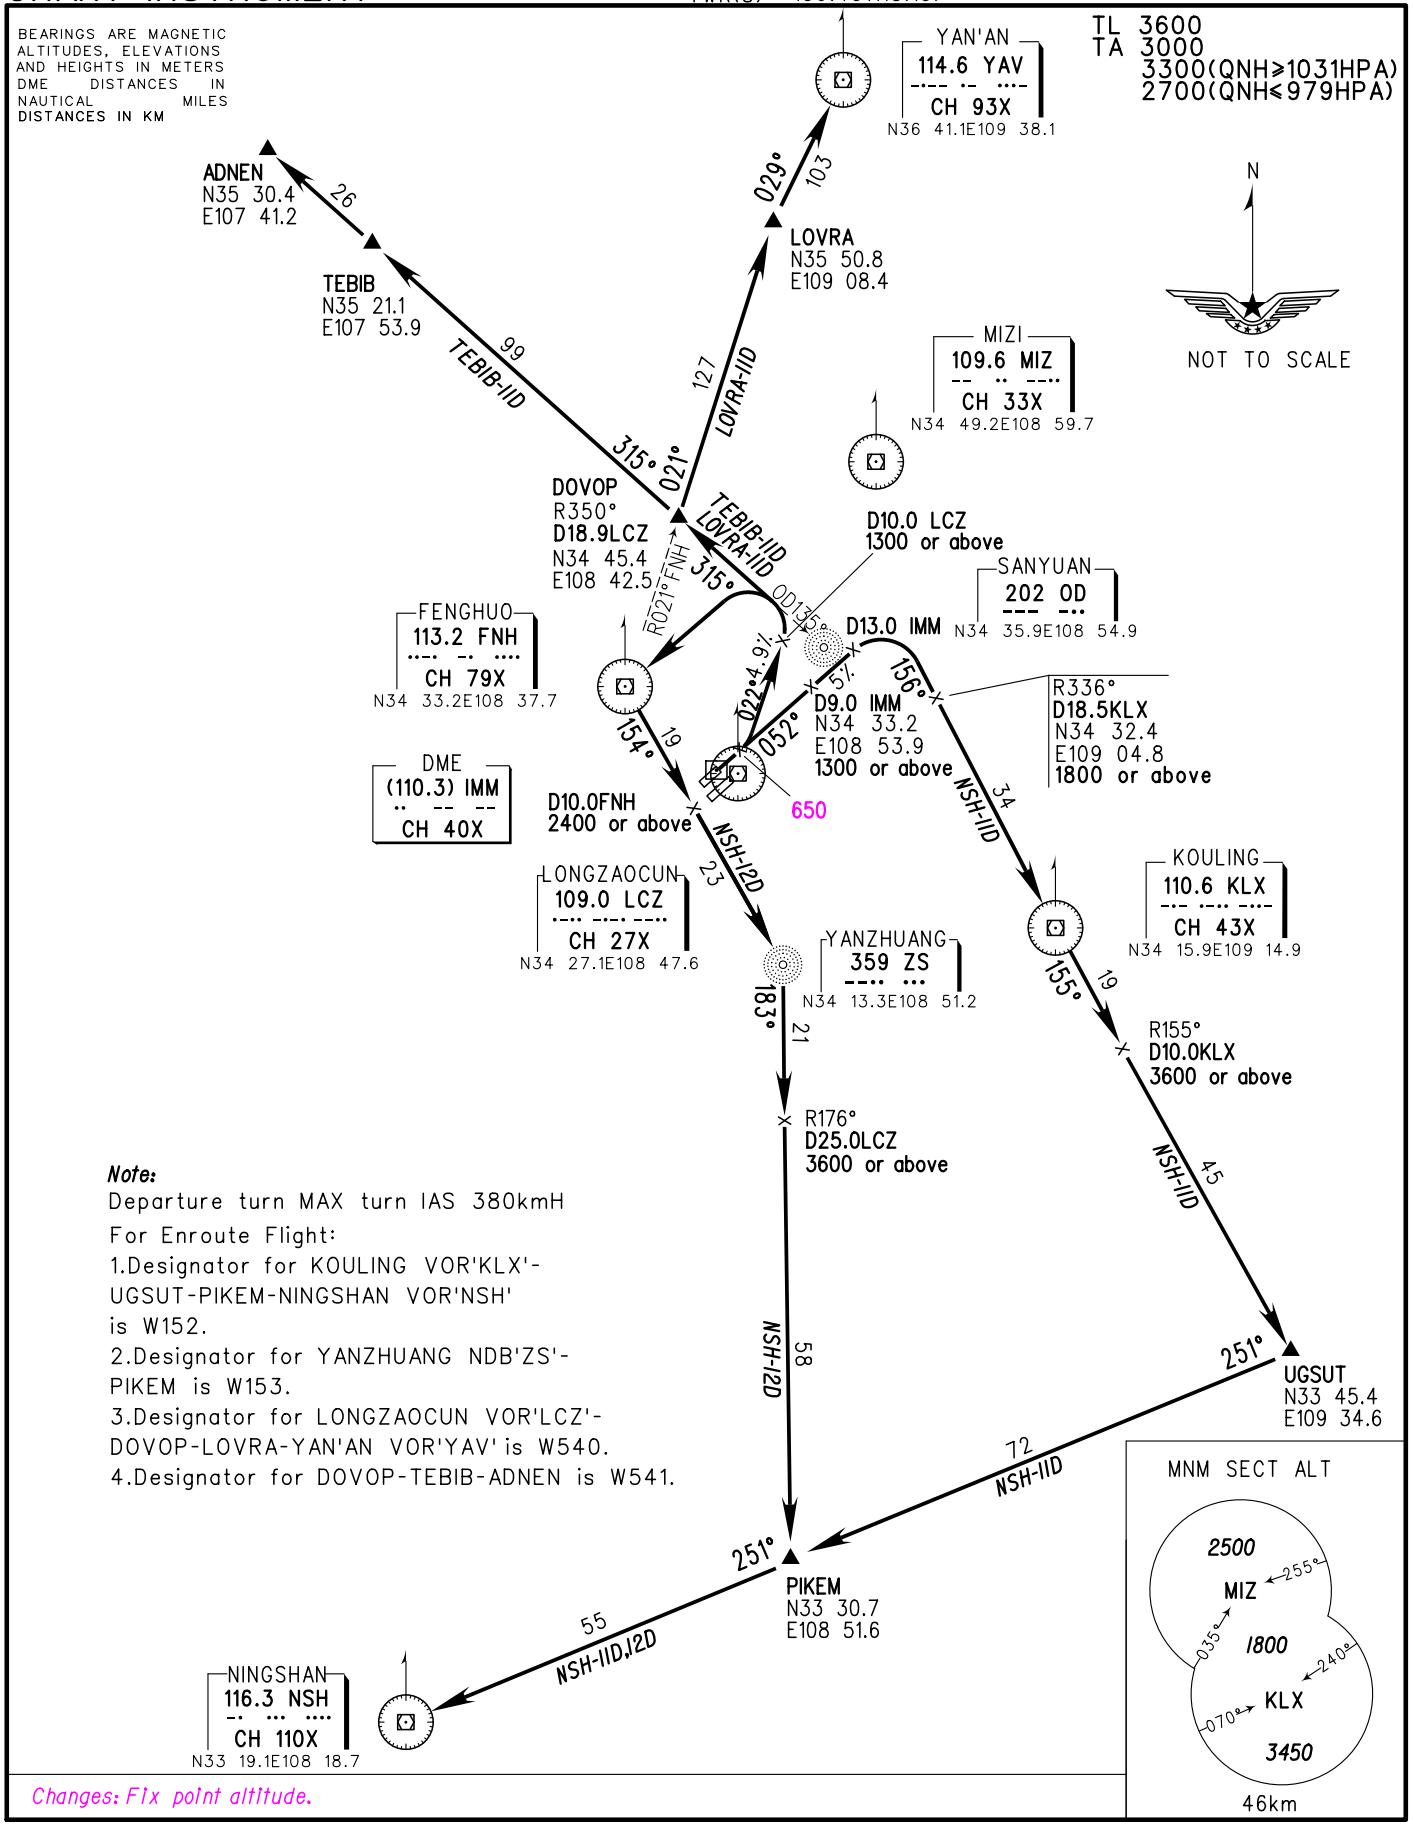 BEARINGS ARE MAGNETIC
ALTITUDES, ELEVATIONS
AND HEIGHTS IN METERS
DME DISTANCES IN
NAUTICAL MILES
DISTANCES IN KM
YAN'AN
114.6 YAV
CH 93X
N36 41.1E109 38.1
TL 3600
TA 3000
3300(QNH≥1031HPA)
2700(QNH≤979HPA)
ADNEN
N35 30.4
E107 41.2
26
TEBIB
N35 21.1
E107 53.9
029°
103
LOVRA
N35 50.8
E109 08.4
N
NOT TO SCALE
99
TEBIB-11D
127
LOVRA-11D
MIZI
109.6 MIZ
CH 33X
N34 49.2E108 59.7
315°
021°
DOVOP
R350°
D18.9LCZ
N34 45.4
E108 42.5
TEBIB-11D
LOVRA-11D
315°
R021°FNH
OD135°
D10.0 LCZ
1300 or above
SANYUAN
202 OD
N34 35.9E108 54.9
FENGHUO
113.2 FNH
CH 79X
N34 33.2E108 37.7
D13.0 IMM
4.9%
022°
5%
052°
156°
D9.0 IMM
N34 33.2
E108 53.9
1300 or above
R336°
D18.5KLX
N34 32.4
E109 04.8
1800 or above
154°
19
DME
(110.3) IMM
CH 40X
650
D10.0FNH
2400 or above
NSH-12D
23
34
NSH-11D
LONGZAOCUN
109.0 LCZ
CH 27X
N34 27.1E108 47.6
KOULING
110.6 KLX
CH 43X
N34 15.9E109 14.9
YANZHUANG
359 ZS
N34 13.3E108 51.2
183°
21
155°
19
R155°
D10.0KLX
3600 or above
R176°
D25.0LCZ
3600 or above
45
NSH-11D
Note:
Departure turn MAX turn IAS 380kmH
For Enroute Flight:
1.Designator for KOULING VOR'KLX'-
UGSUT-PIKEM-NINGSHAN VOR'NSH'
is W152.
2.Designator for YANZHUANG NDB'ZS'-
PIKEM is W153.
3.Designator for LONGZAOCUN VOR'LCZ'-
DOVOP-LOVRA-YAN'AN VOR'YAV' is W540.
4.Designator for DOVOP-TEBIB-ADNEN is W541.
58
NSH-12D
251°
UGSUT
N33 45.4
E109 34.6
72
NSH-11D
251°
PIKEM
N33 30.7
E108 51.6
55
NSH-11D,12D
NINGSHAN
116.3 NSH
CH 110X
N33 19.1E108 18.7
MNM SECT ALT
2500
MIZ
255°
035°
1800
240°
KLX
070°
3450
46km
Changes: Fix point altitude.